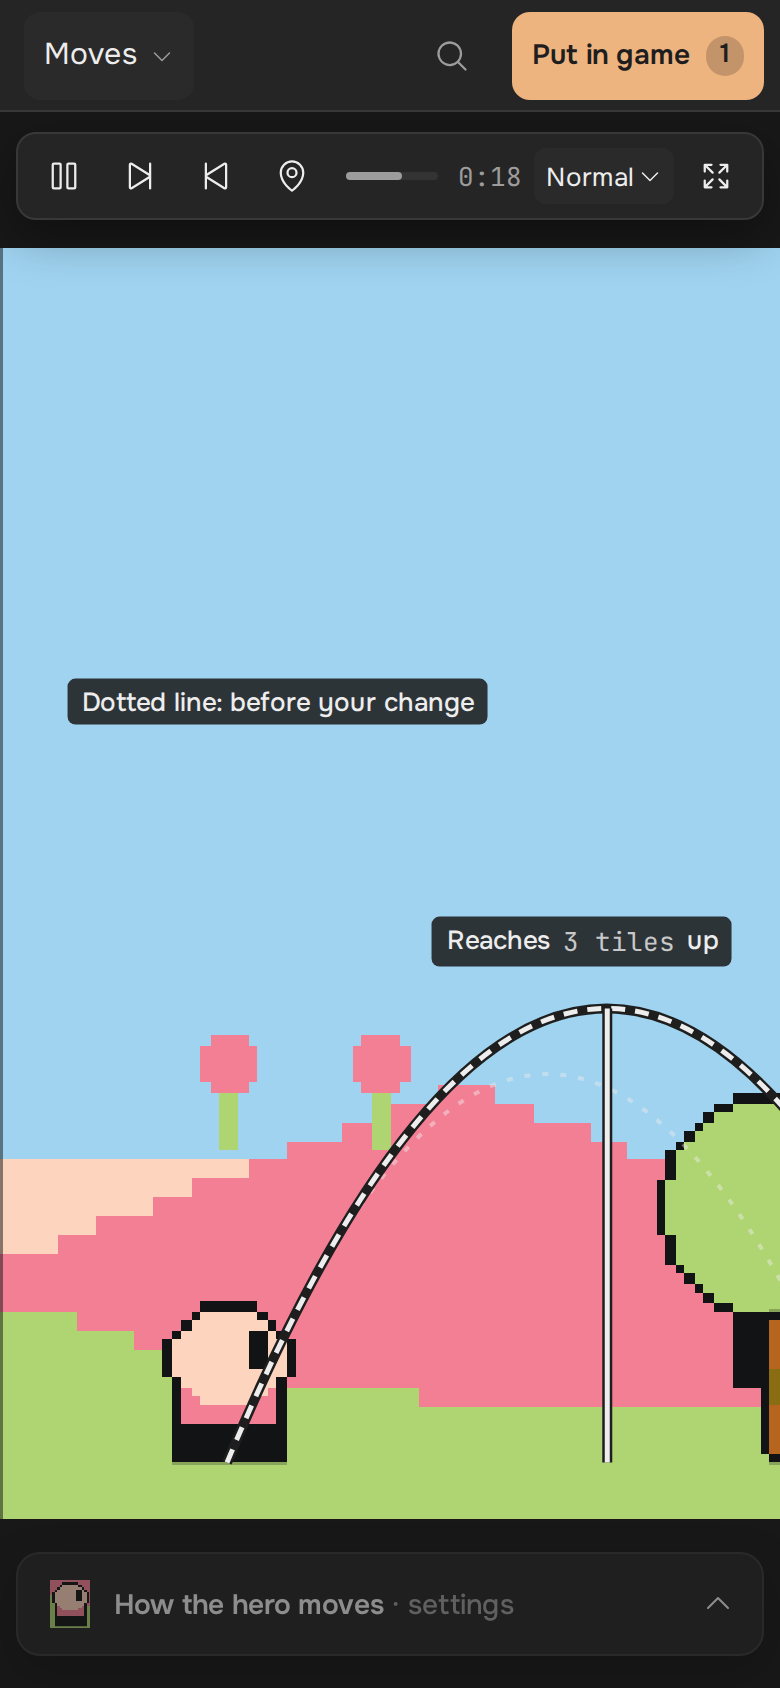 Moves
Put in game 1
0:18 Normal
Dotted line: before your change
Reaches 3 tiles up
How the hero moves · settings